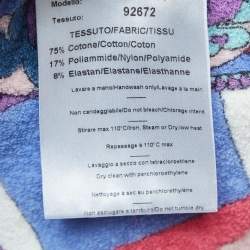 Modello:
Tessuto: 92672
TESSUTO/FABRIC/TISSU
75% Cotone/Cotton/Coton
17% Poliammide/Nylon/Polyamide
8% Elastan/Elastane/Elasthanne
Lavare a mano/Handwash only/Lavage a la main
Non candeggiabile/Do not bleach/Chlorage interdi
Stirare max 110°C/Iron, Steam or Dry, low heat
Repassage a 110°C max
Lavaggio a secco con tetracloroetilene
Dry clean with perchlorethylene
Nettoyage a sec au perchlorethylene
Non asciugare a tamburo/Do not tumble dry